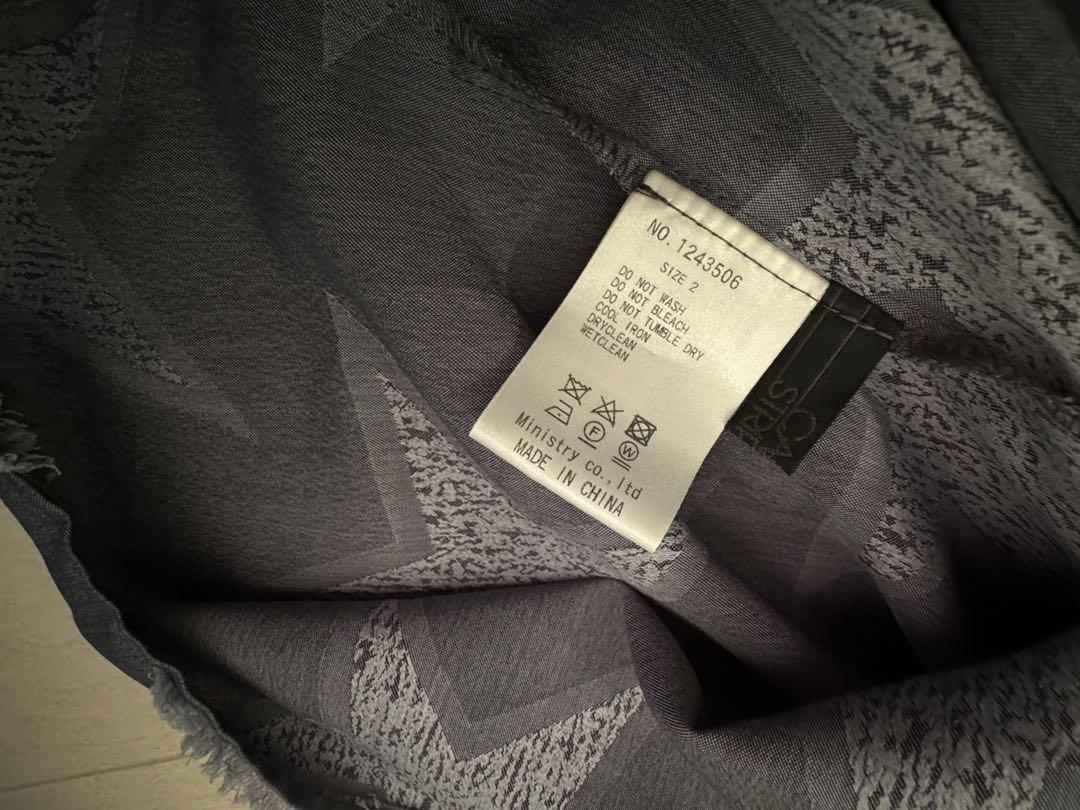 NO. 1243506
SIZE 2
DO NOT WASH
DO NOT BLEACH
DO NOT TUMBLE DRY
COOL IRON
DRYCLEAN
WETCLEAN
F
W
Ministry co.,ltd
MADE IN CHINA